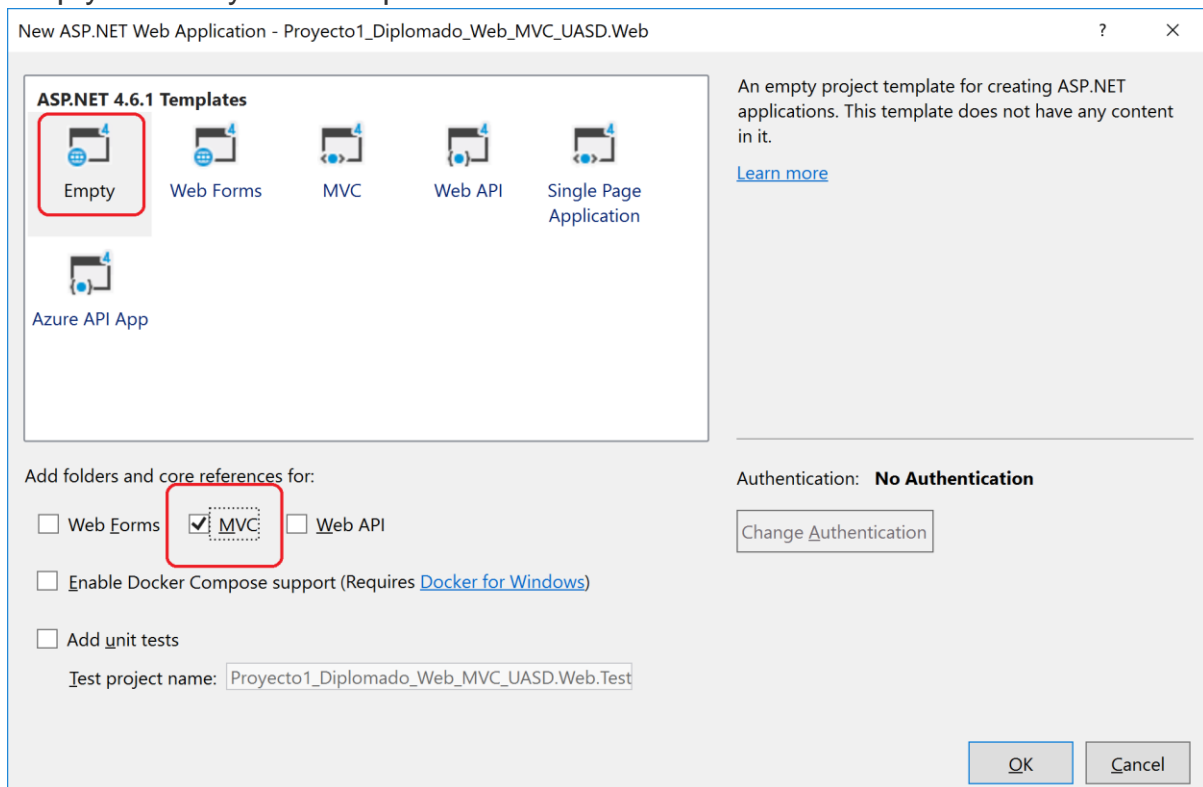 New ASP.NET Web Application - Proyecto1_Diplomado_Web_MVC_UASD.Web ? ×
ASP.NET 4.6.1 Templates
Empty
Web Forms
MVC
Web API
Single Page
Application
Azure API App
An empty project template for creating ASP.NET
applications. This template does not have any content
in it.
Learn more
Add folders and core references for:
Web Forms MVC Web API
Enable Docker Compose support (Requires Docker for Windows)
Add unit tests
Test project name: Proyecto1_Diplomado_Web_MVC_UASD.Web.Test
Authentication: No Authentication
Change Authentication
OK Cancel